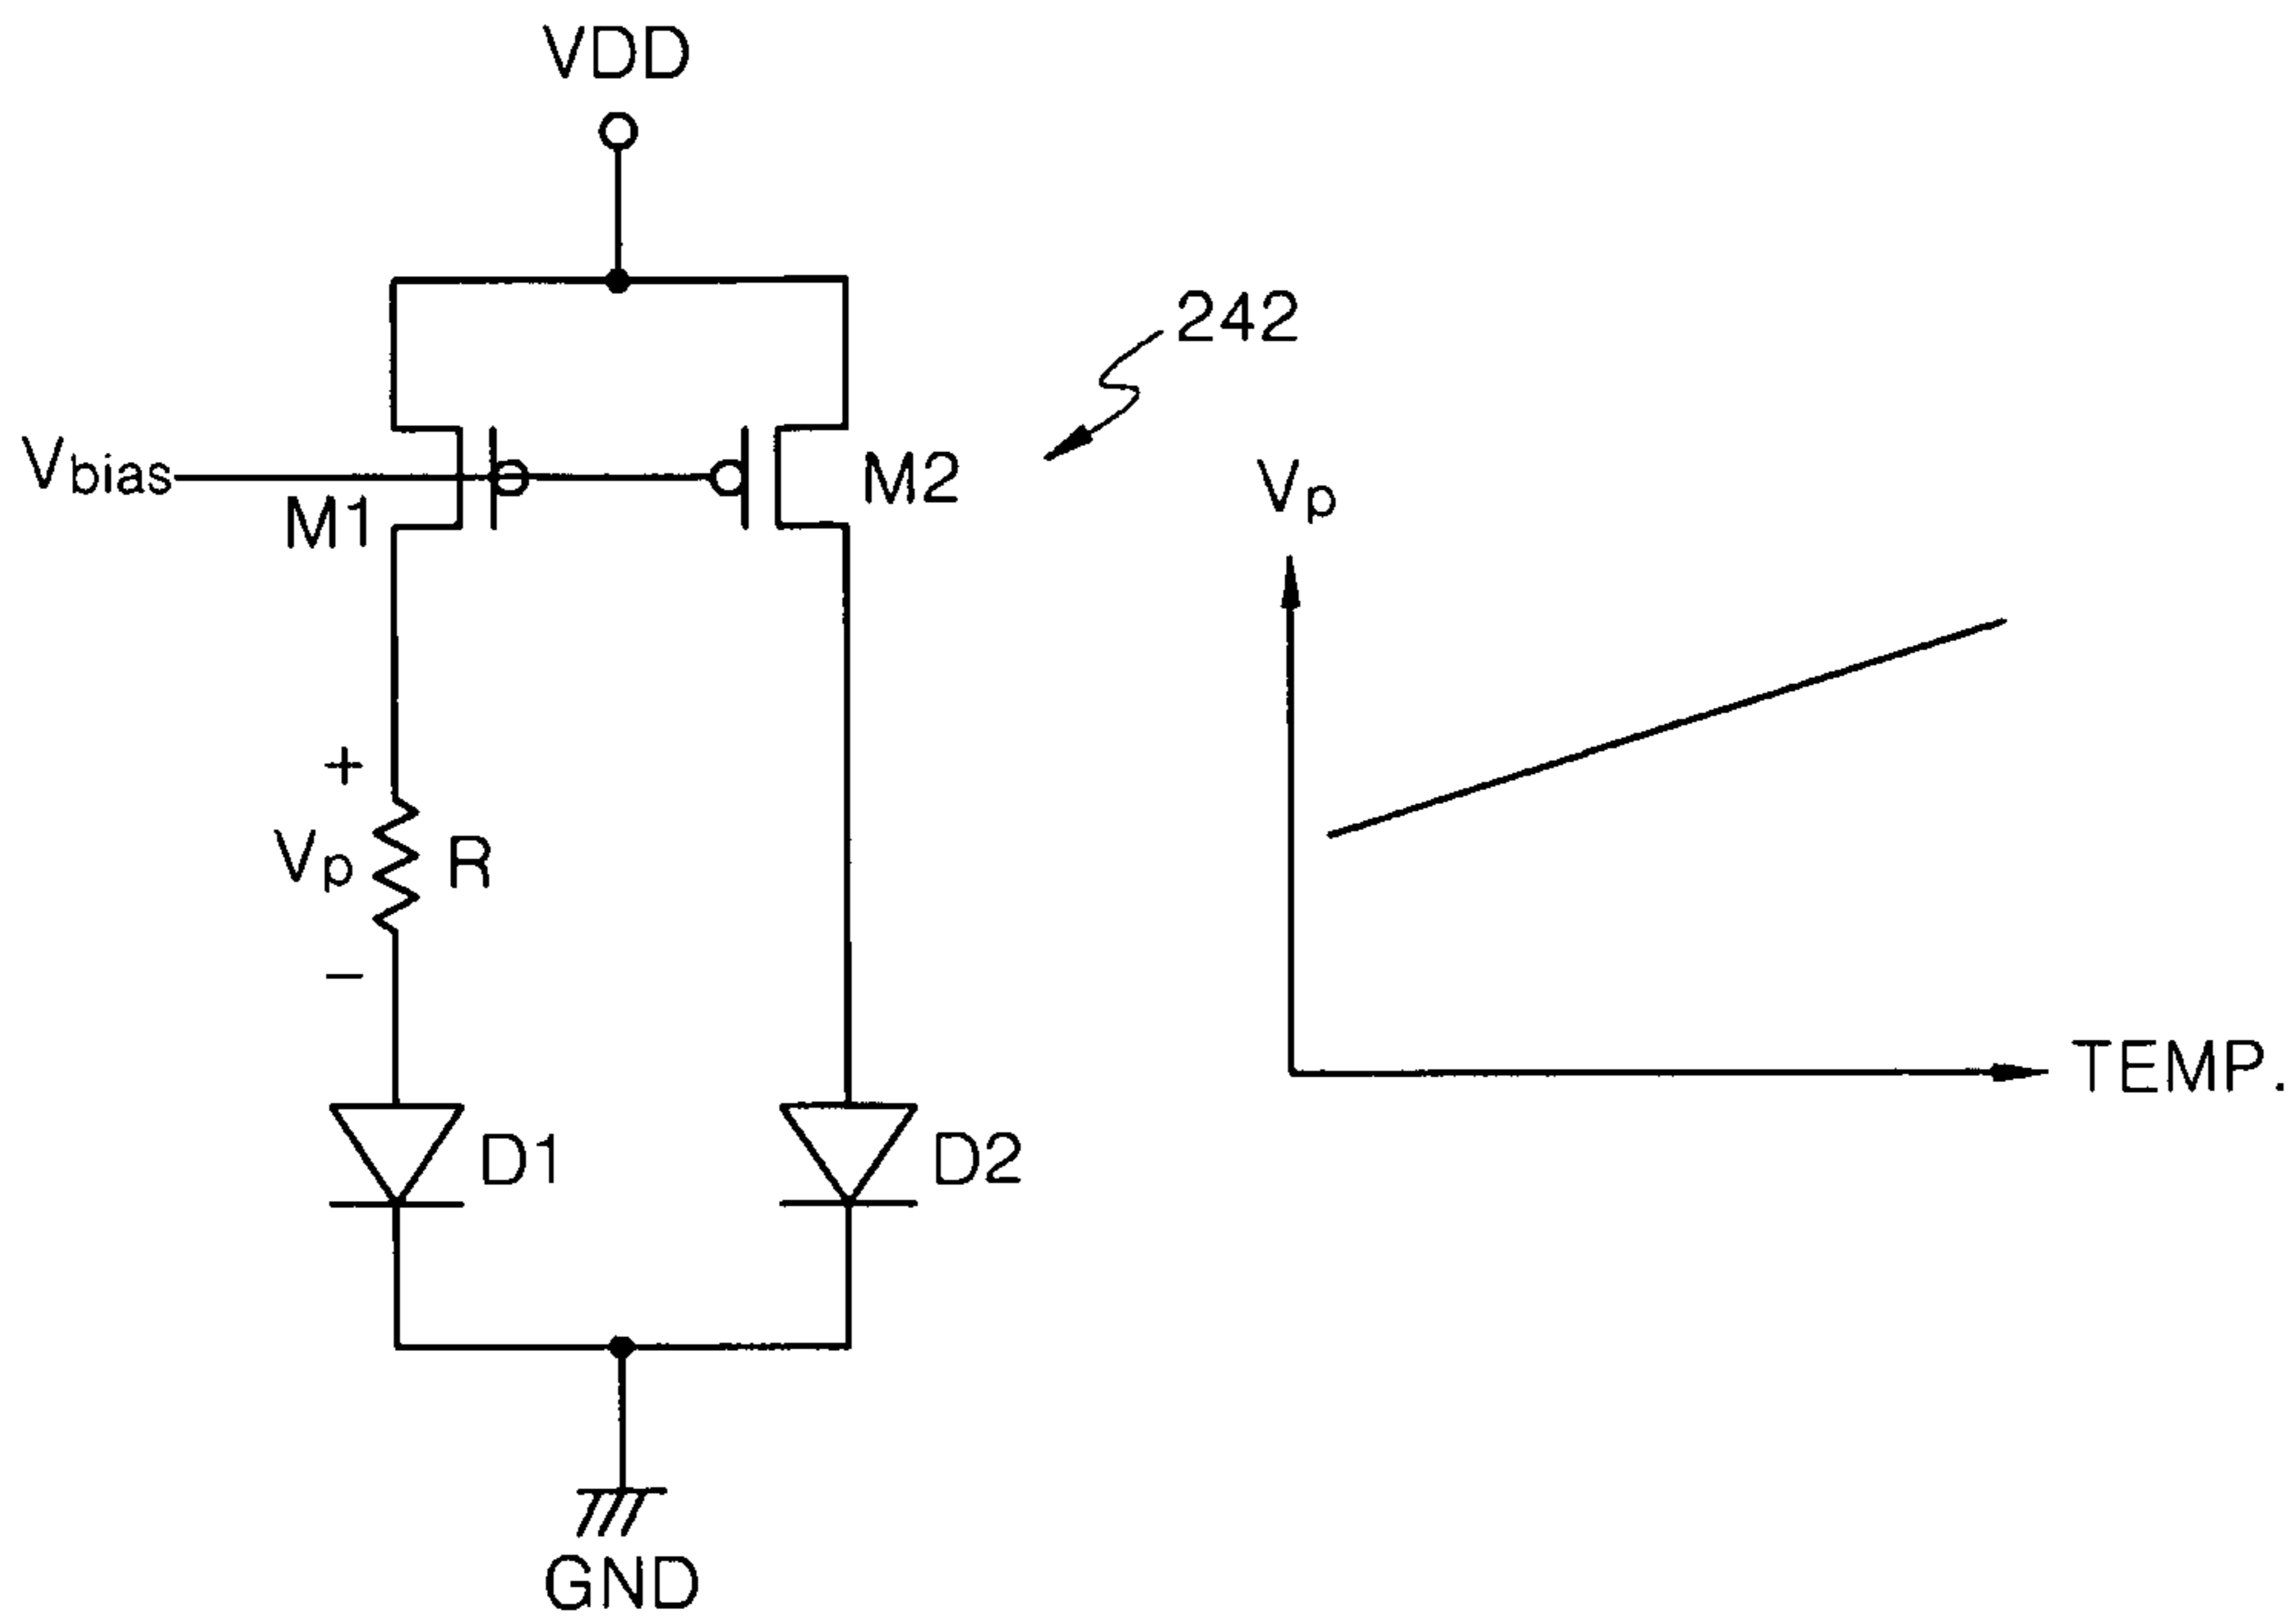 VDD
242
Vbias
M1
M2
Vp
+
Vp
R
−
TEMP.
D1
D2
GND